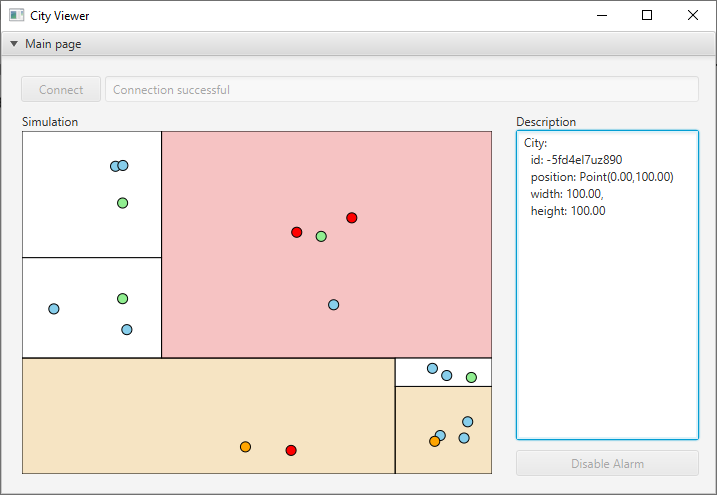 City Viewer
Main page
Connect
Connection successful
Simulation
Description
City:
id: -5fd4el7uz890
position: Point(0.00,100.00)
width: 100.00,
height: 100.00
Disable Alarm